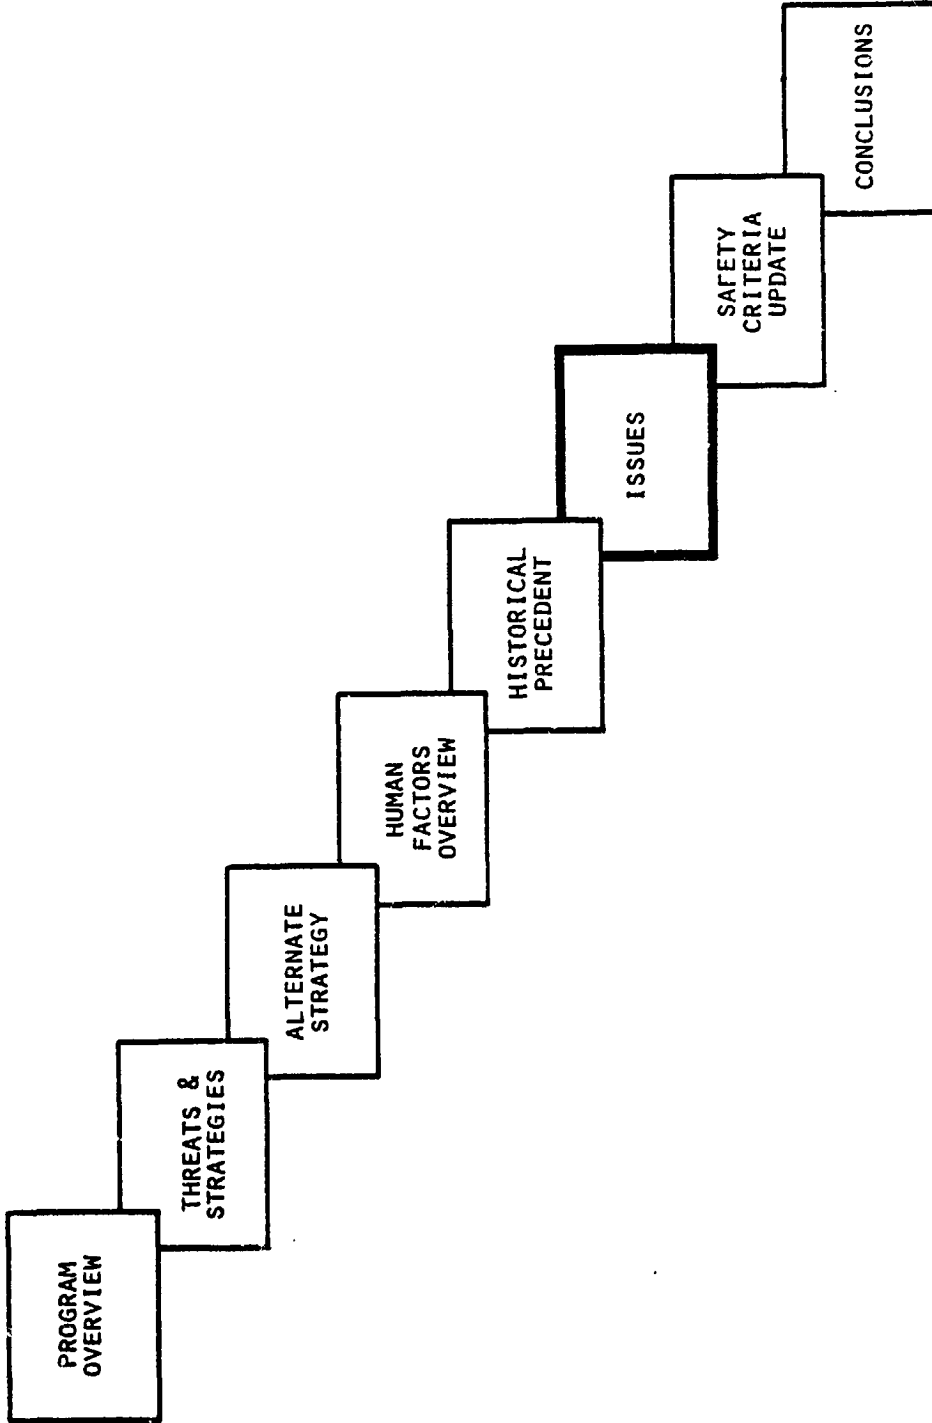 PROGRAM
OVERVIEW
THREATS &
STRATEGIES
ALTERNATE
STRATEGY
HUMAN
FACTORS
OVERVIEW
HISTORICAL
PRECEDENT
ISSUES
SAFETY
CRITERIA
UPDATE
CONCLUSIONS